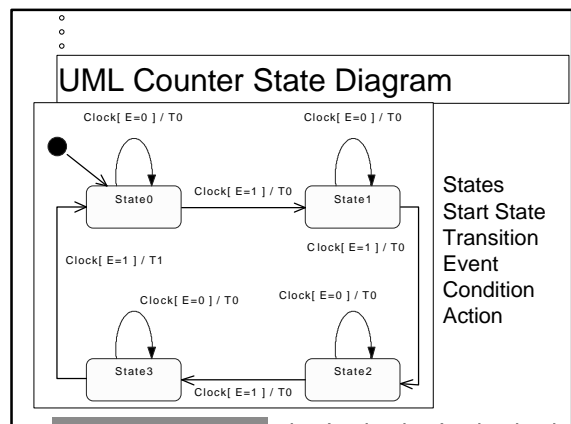 UML Counter State Diagram
Clock[ E=0 ] / T0
Clock[ E=0 ] / T0
State0
Clock[ E=1 ] / T0
State1
Clock[ E=1 ] / T1
Clock[ E=1 ] / T0
Clock[ E=0 ] / T0
Clock[ E=0 ] / T0
State3
Clock[ E=1 ] / T0
State2
States
Start State
Transition
Event
Condition
Action